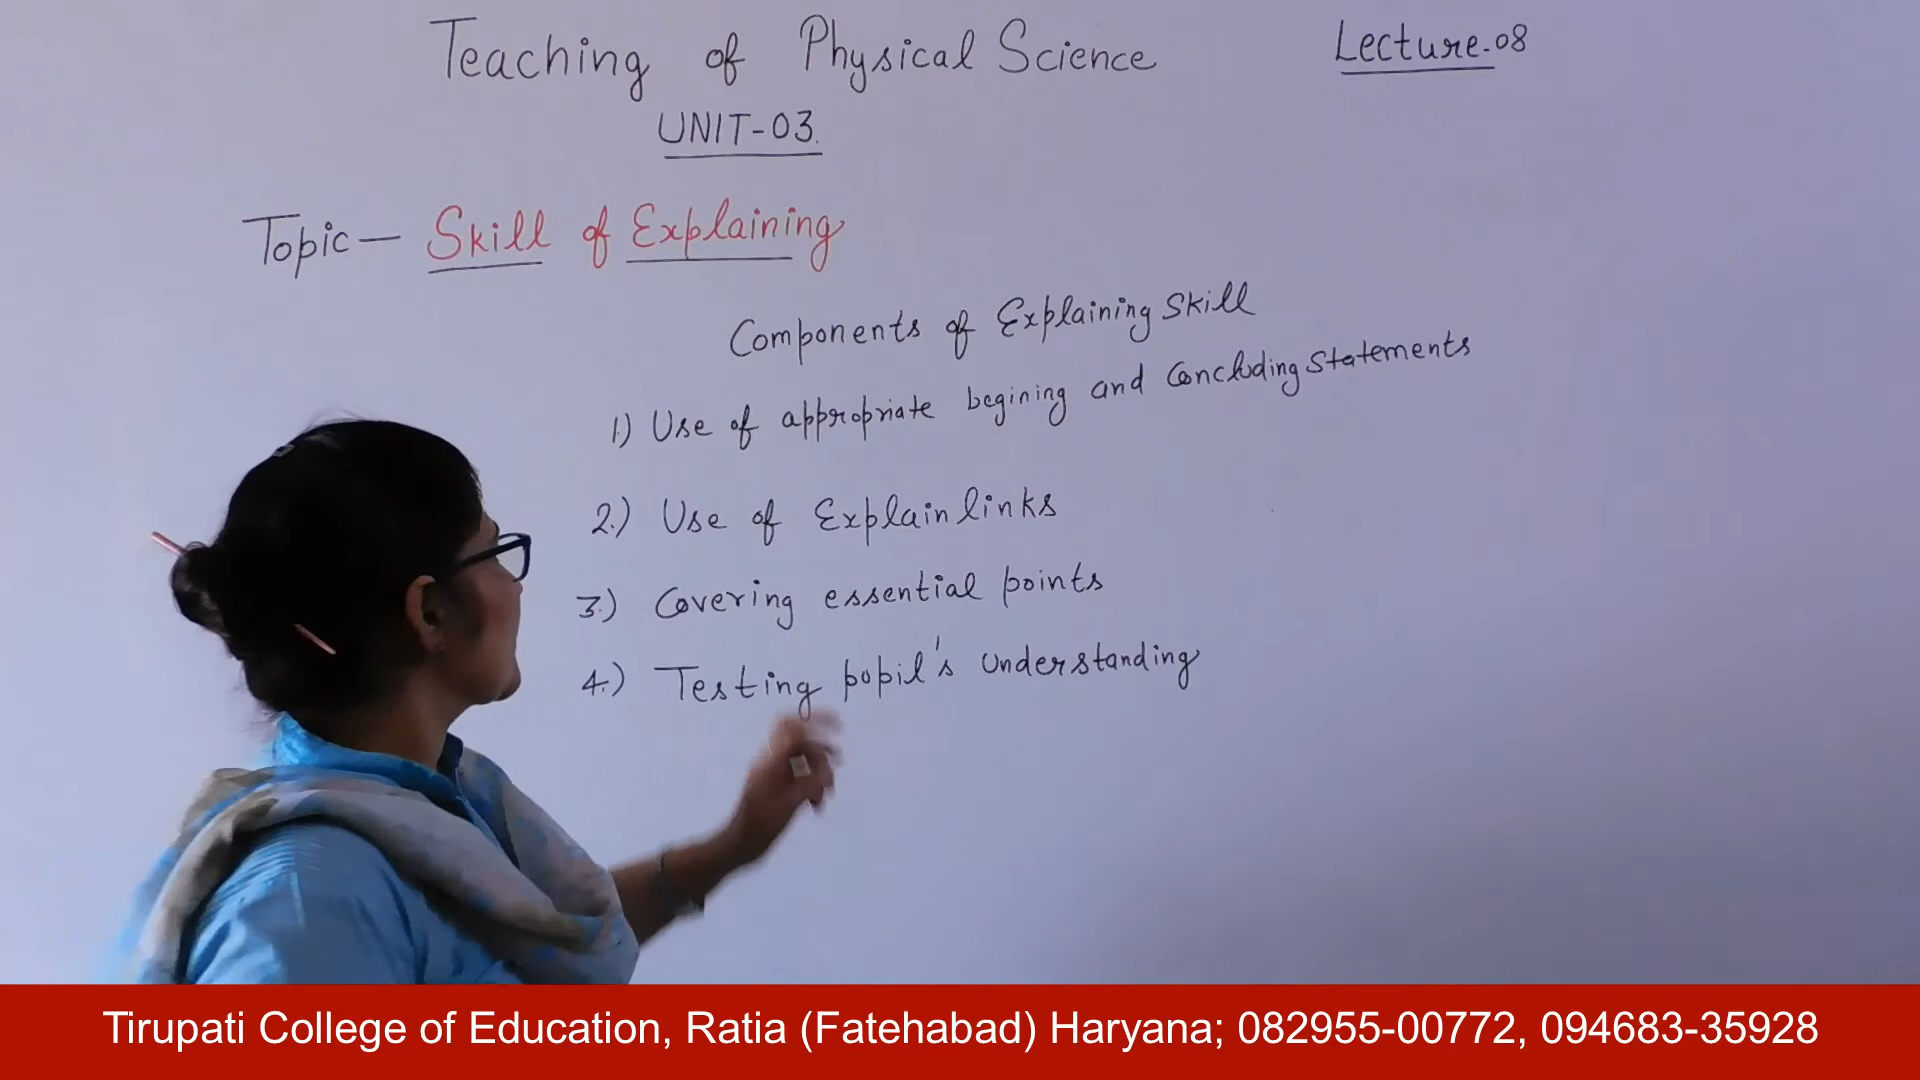 Teaching of Physical Science
Lecture-08
UNIT-03.
Topic — Skill of Explaining
Components of Explaining Skill
1.) Use of appropriate begining and Concluding Statements
2.) Use of Explain links
3.) Covering essential points
4.) Testing pupil's understanding
Tirupati College of Education, Ratia (Fatehabad) Haryana; 082955-00772, 094683-35928